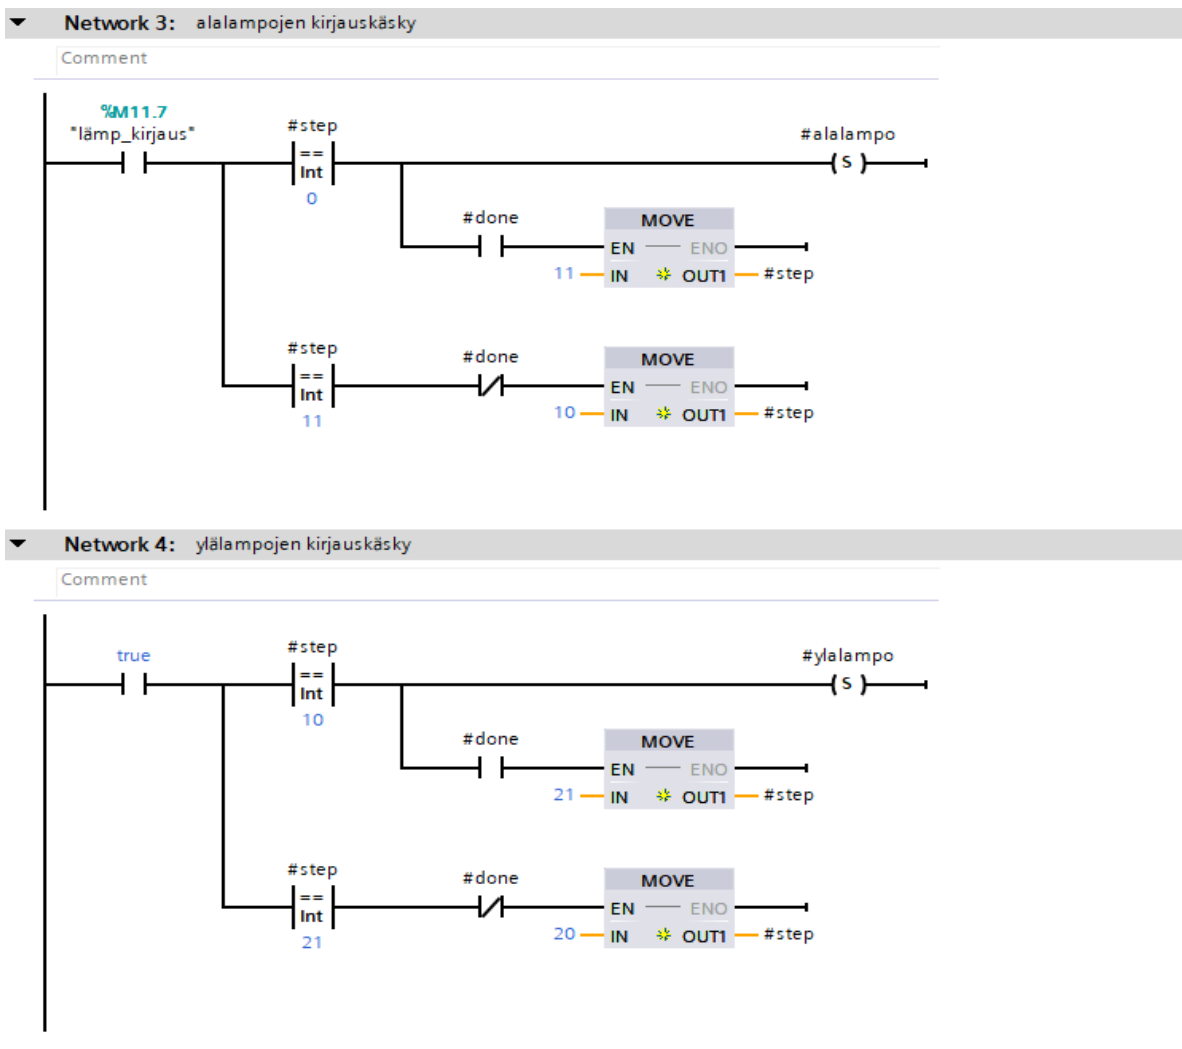 Network 3: alalampojen kirjauskäsky
Comment
%M11.7
"lämp_kirjaus"
#step
==
Int
0
#alalampo
S
#done
MOVE
EN ENO
11 IN OUT1 #step
#step
==
Int
11
#done
MOVE
EN ENO
10 IN OUT1 #step
Network 4: ylälampojen kirjauskäsky
Comment
true
#step
==
Int
10
#ylalampo
S
#done
MOVE
EN ENO
21 IN OUT1 #step
#step
==
Int
21
#done
MOVE
EN ENO
20 IN OUT1 #step